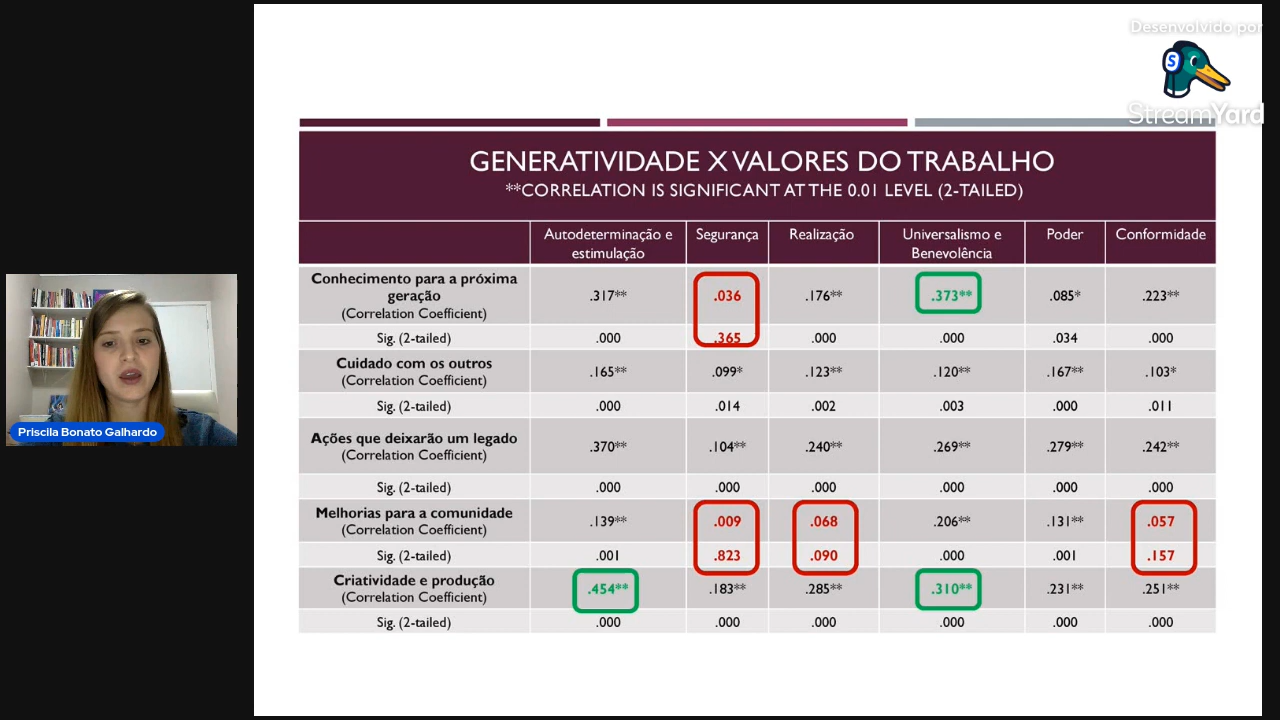 Desenvolvido por
S
StreamYard
GENERATIVIDADE X VALORES DO TRABALHO
**CORRELATION IS SIGNIFICANT AT THE 0.01 LEVEL (2-TAILED)
Autodeterminação e estimulação Segurança Realização Universalismo e Benevolência Poder Conformidade
Conhecimento para a próxima
geração
(Correlation Coefficient) .317** .036 .176** .373** .085* .223**
Sig. (2-tailed) .000 .365 .000 .000 .034 .000
Cuidado com os outros
(Correlation Coefficient) .165** .099* .123** .120** .167** .103*
Sig. (2-tailed) .000 .014 .002 .003 .000 .011
Ações que deixarão um legado
(Correlation Coefficient) .370** .104** .240** .269** .279** .242**
Sig. (2-tailed) .000 .000 .000 .000 .000 .000
Melhorias para a comunidade
(Correlation Coefficient) .139** .009 .068 .206** .131** .057
Sig. (2-tailed) .001 .823 .090 .000 .001 .157
Criatividade e produção
(Correlation Coefficient) .454** .183** .285** .310** .231** .251**
Sig. (2-tailed) .000 .000 .000 .000 .000 .000
Priscila Bonato Galhardo